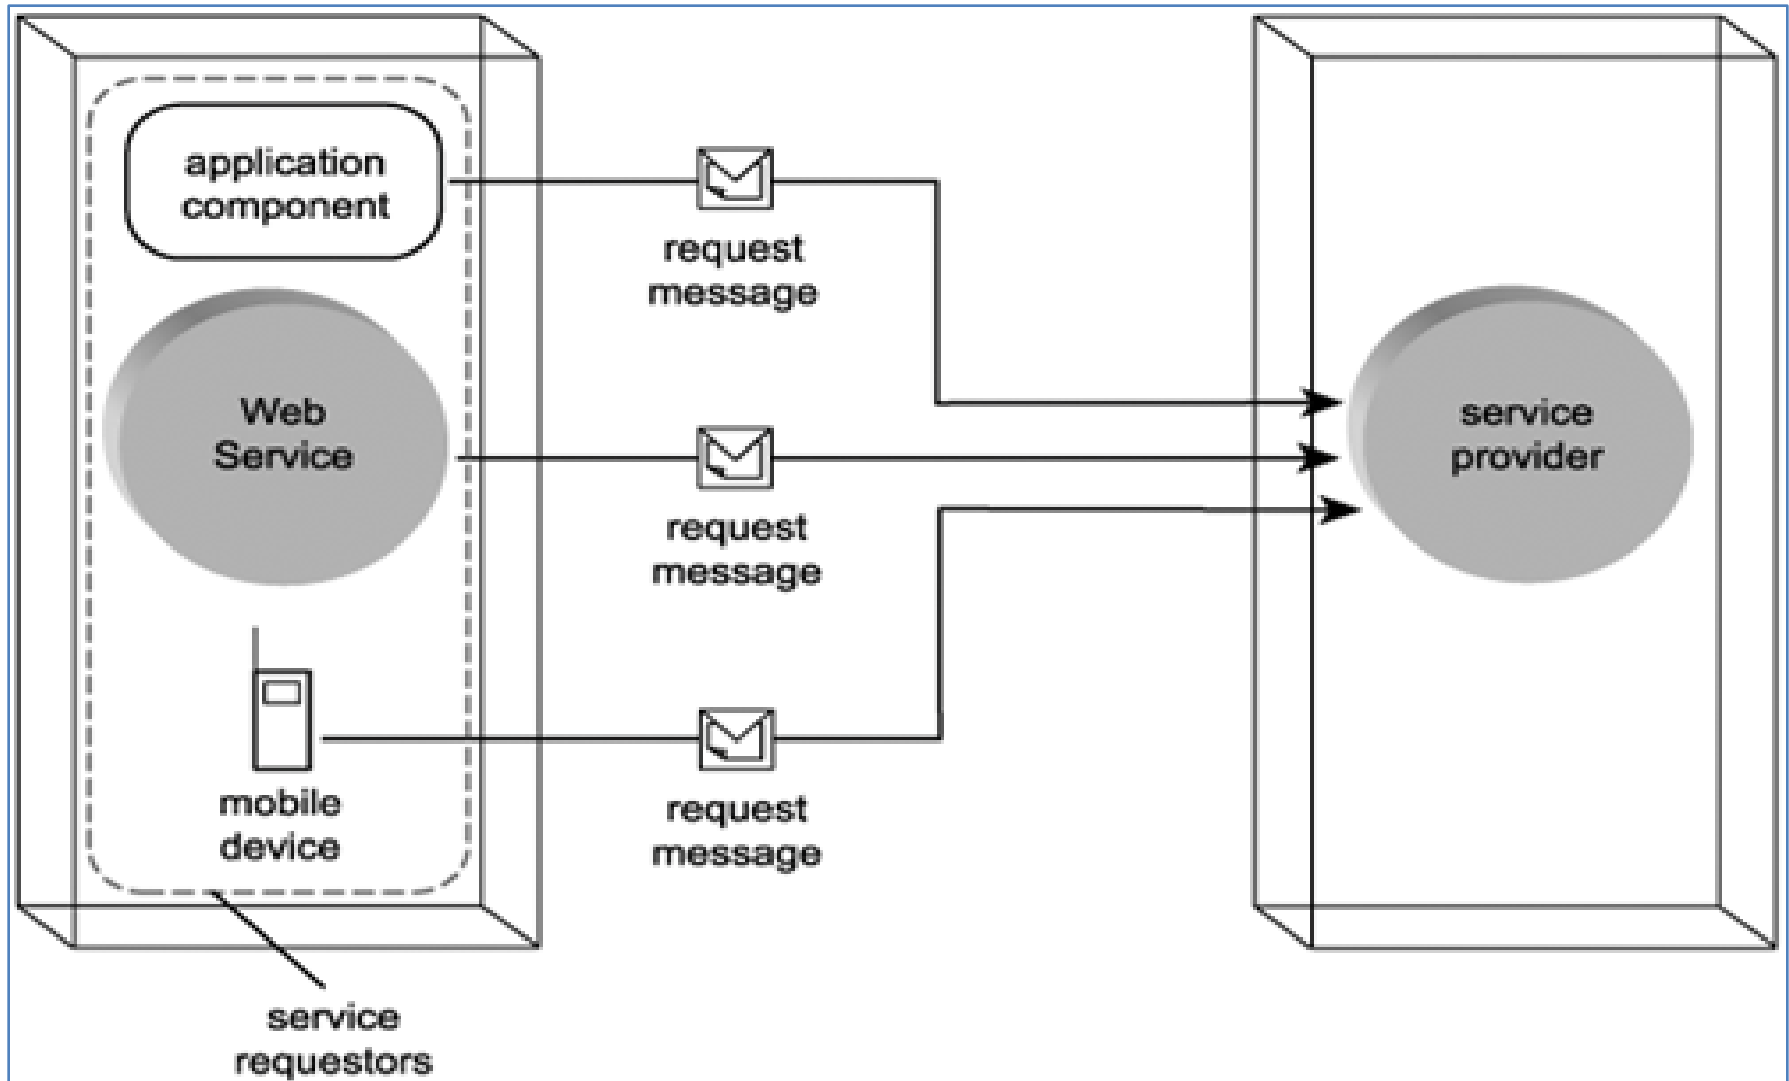 application
component
request
message
Web
Service
service
provider
request
message
mobile
device
request
message
service
requestors